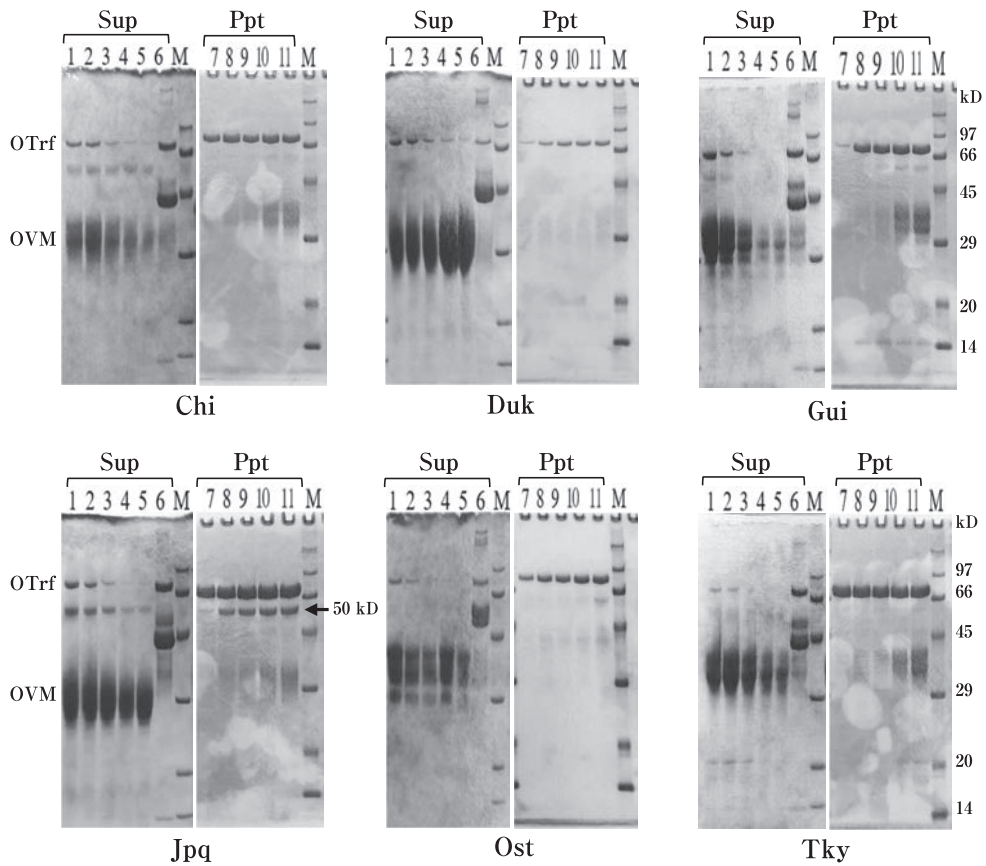 Sup Ppt Sup Ppt Sup Ppt
1 2 3 4 5 6 M 7 8 9 10 11 M 1 2 3 4 5 6 M 7 8 9 10 11 M 1 2 3 4 5 6 M 7 8 9 10 11 M
kD
97
OTrf
66
45
OVM
29
20
14
Chi Duk Gui
Sup Ppt Sup Ppt Sup Ppt
1 2 3 4 5 6 M 7 8 9 10 11 M 1 2 3 4 5 6 M 7 8 9 10 11 M 1 2 3 4 5 6 M 7 8 9 10 11 M
kD
97
OTrf
66
50 kD
45
OVM
29
20
14
Jpq Ost Tky